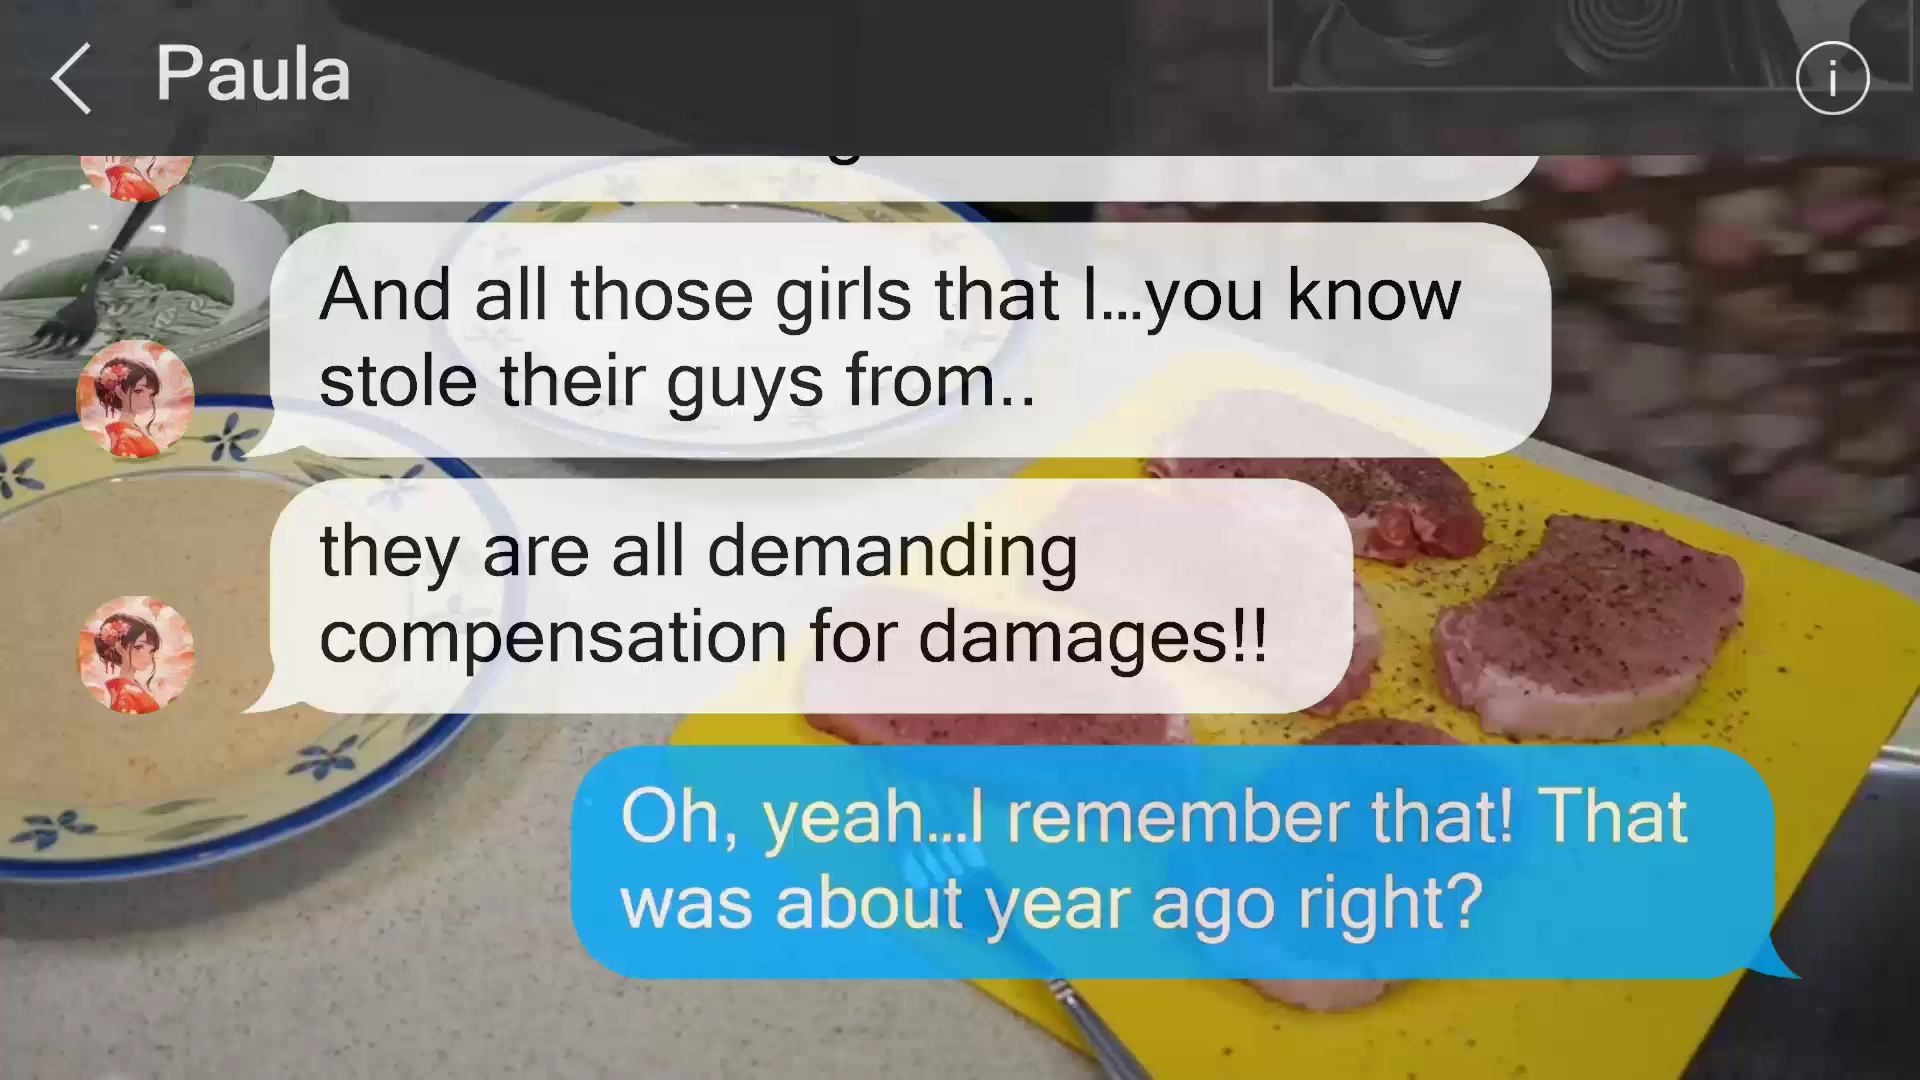 Paula
And all those girls that I...you know
stole their guys from..
they are all demanding
compensation for damages!!
Oh, yeah...I remember that! That
was about year ago right?